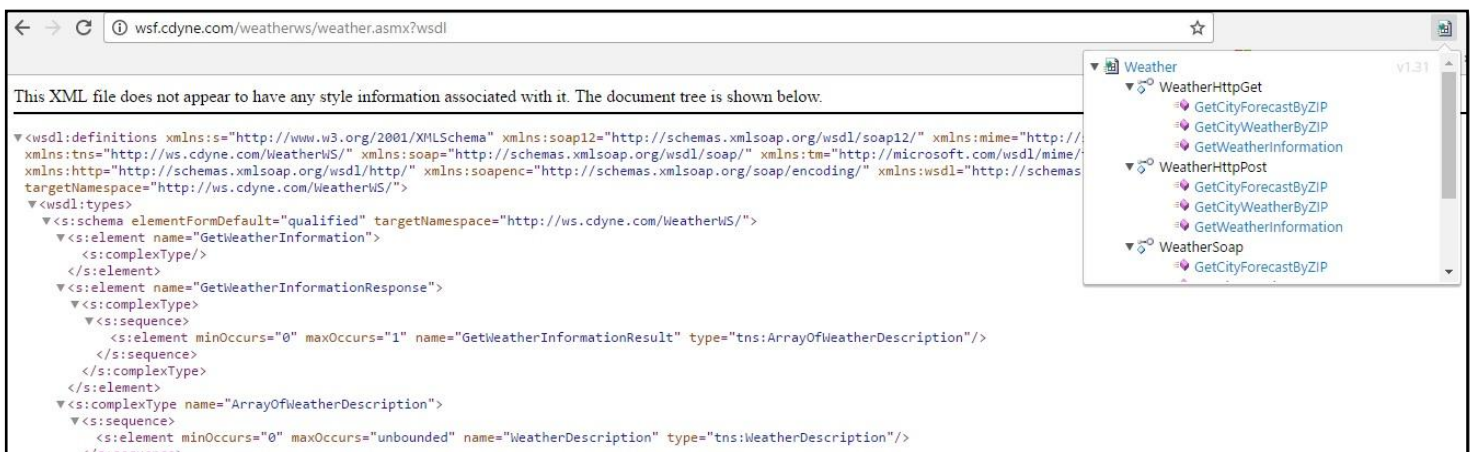 wsf.cdyne.com/weatherws/weather.asmx?wsdl
Weather v1.31
WeatherHttpGet
GetCityForecastByZIP
GetCityWeatherByZIP
GetWeatherInformation
WeatherHttpPost
GetCityForecastByZIP
GetCityWeatherByZIP
GetWeatherInformation
WeatherSoap
GetCityForecastByZIP
This XML file does not appear to have any style information associated with it. The document tree is shown below.
▼<wsdl:definitions xmlns:s="http://www.w3.org/2001/XMLSchema" xmlns:soap12="http://schemas.xmlsoap.org/wsdl/soap12/" xmlns:mime="http://
xmlns:tns="http://ws.cdyne.com/WeatherWS/" xmlns:soap="http://schemas.xmlsoap.org/wsdl/soap/" xmlns:tm="http://microsoft.com/wsdl/mime/
xmlns:http="http://schemas.xmlsoap.org/wsdl/http/" xmlns:soapenc="http://schemas.xmlsoap.org/soap/encoding/" xmlns:wsdl="http://schemas
targetNamespace="http://ws.cdyne.com/WeatherWS/">
▼<wsdl:types>
▼<s:schema elementFormDefault="qualified" targetNamespace="http://ws.cdyne.com/WeatherWS/">
▼<s:element name="GetWeatherInformation">
<s:complexType/>
</s:element>
▼<s:element name="GetWeatherInformationResponse">
▼<s:complexType>
▼<s:sequence>
<s:element minOccurs="0" maxOccurs="1" name="GetWeatherInformationResult" type="tns:ArrayOfWeatherDescription"/>
</s:sequence>
</s:complexType>
</s:element>
▼<s:complexType name="ArrayOfWeatherDescription">
▼<s:sequence>
<s:element minOccurs="0" maxOccurs="unbounded" name="WeatherDescription" type="tns:WeatherDescription"/>